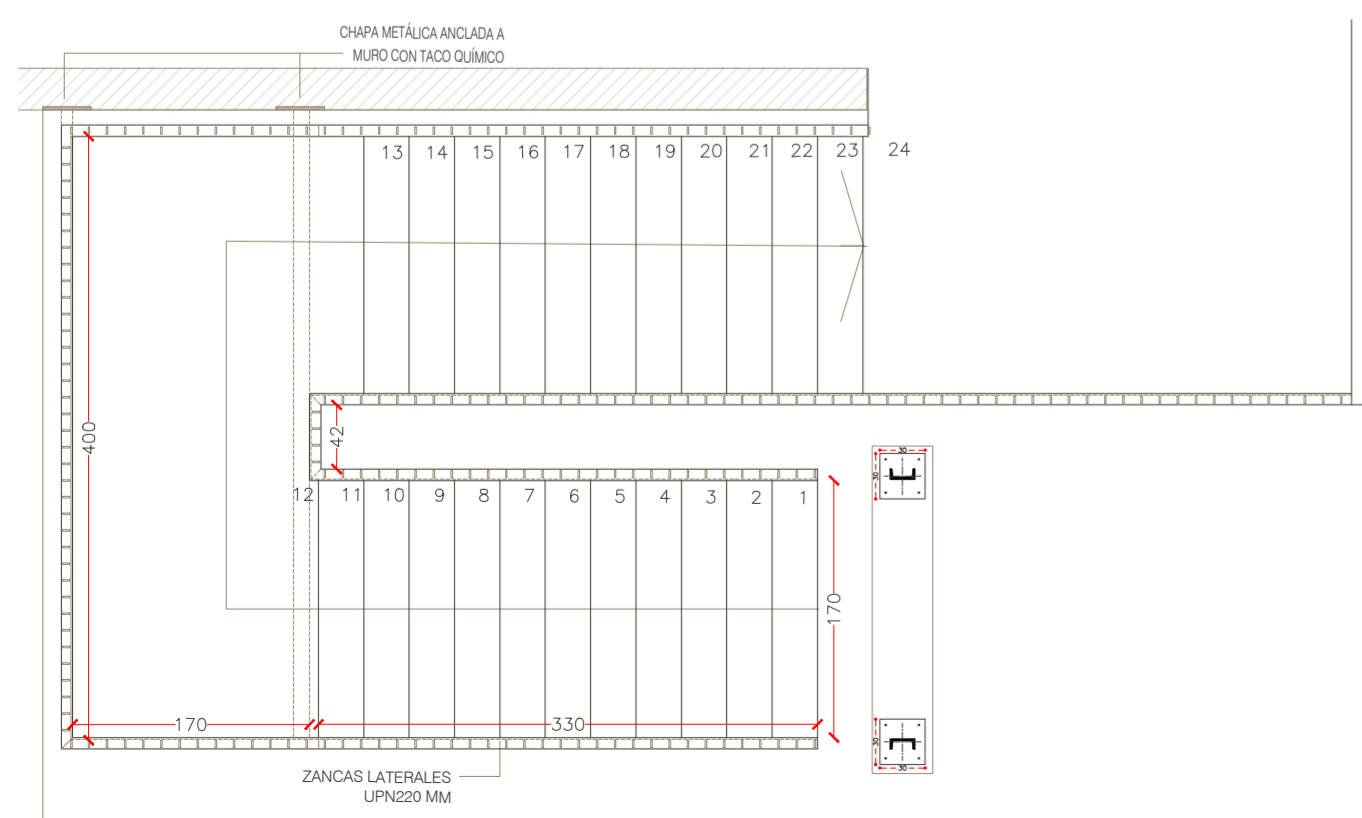 CHAPA METÁLICA ANCLADA A
MURO CON TACO QUÍMICO
13 14 15 16 17 18 19 20 21 22 23 24
400
42
30
30
12 11 10 9 8 7 6 5 4 3 2 1
170
170
330
30
30
ZANCAS LATERALES
UPN220 MM